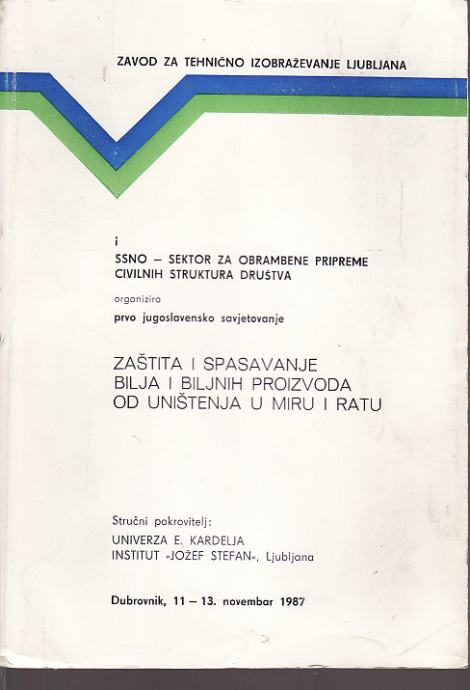 ZAVOD ZA TEHNIČNO IZOBRAŽEVANJE LJUBLJANA
i
SSNO – SEKTOR ZA OBRAMBENE PRIPREME
CIVILNIH STRUKTURA DRUŠTVA
organizira
prvo jugoslavensko savjetovanje
ZAŠTITA I SPASAVANJE
BILJA I BILJNIH PROIZVODA
OD UNIŠTENJA U MIRU I RATU
Stručni pokrovitelj:
UNIVERZA E. KARDELJA
INSTITUT »JOŽEF STEFAN«, Ljubljana
Dubrovnik, 11 – 13. novembar 1987